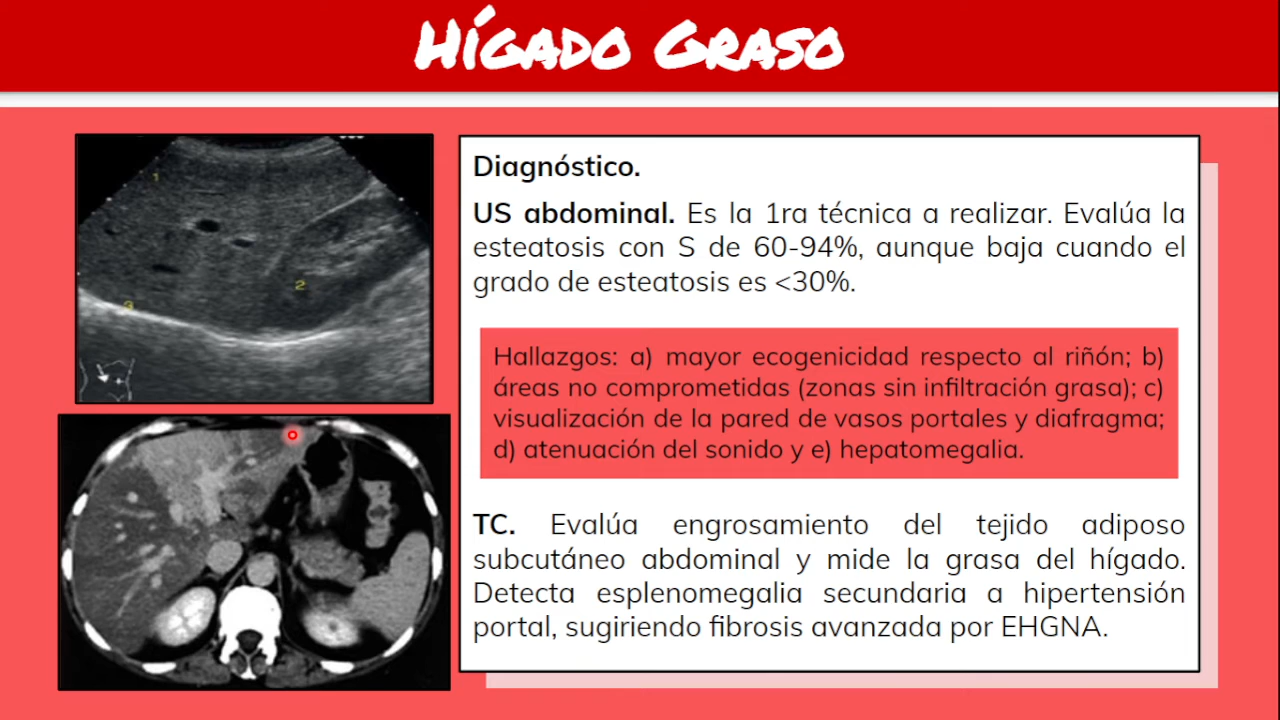 Hígado Graso
1
2
3
Diagnóstico.
US abdominal. Es la 1ra técnica a realizar. Evalúa la
esteatosis con S de 60-94%, aunque baja cuando el
grado de esteatosis es <30%.
Hallazgos: a) mayor ecogenicidad respecto al riñón; b)
áreas no comprometidas (zonas sin infiltración grasa); c)
visualización de la pared de vasos portales y diafragma;
d) atenuación del sonido y e) hepatomegalia.
TC. Evalúa engrosamiento del tejido adiposo
subcutáneo abdominal y mide la grasa del hígado.
Detecta esplenomegalia secundaria a hipertensión
portal, sugiriendo fibrosis avanzada por EHGNA.